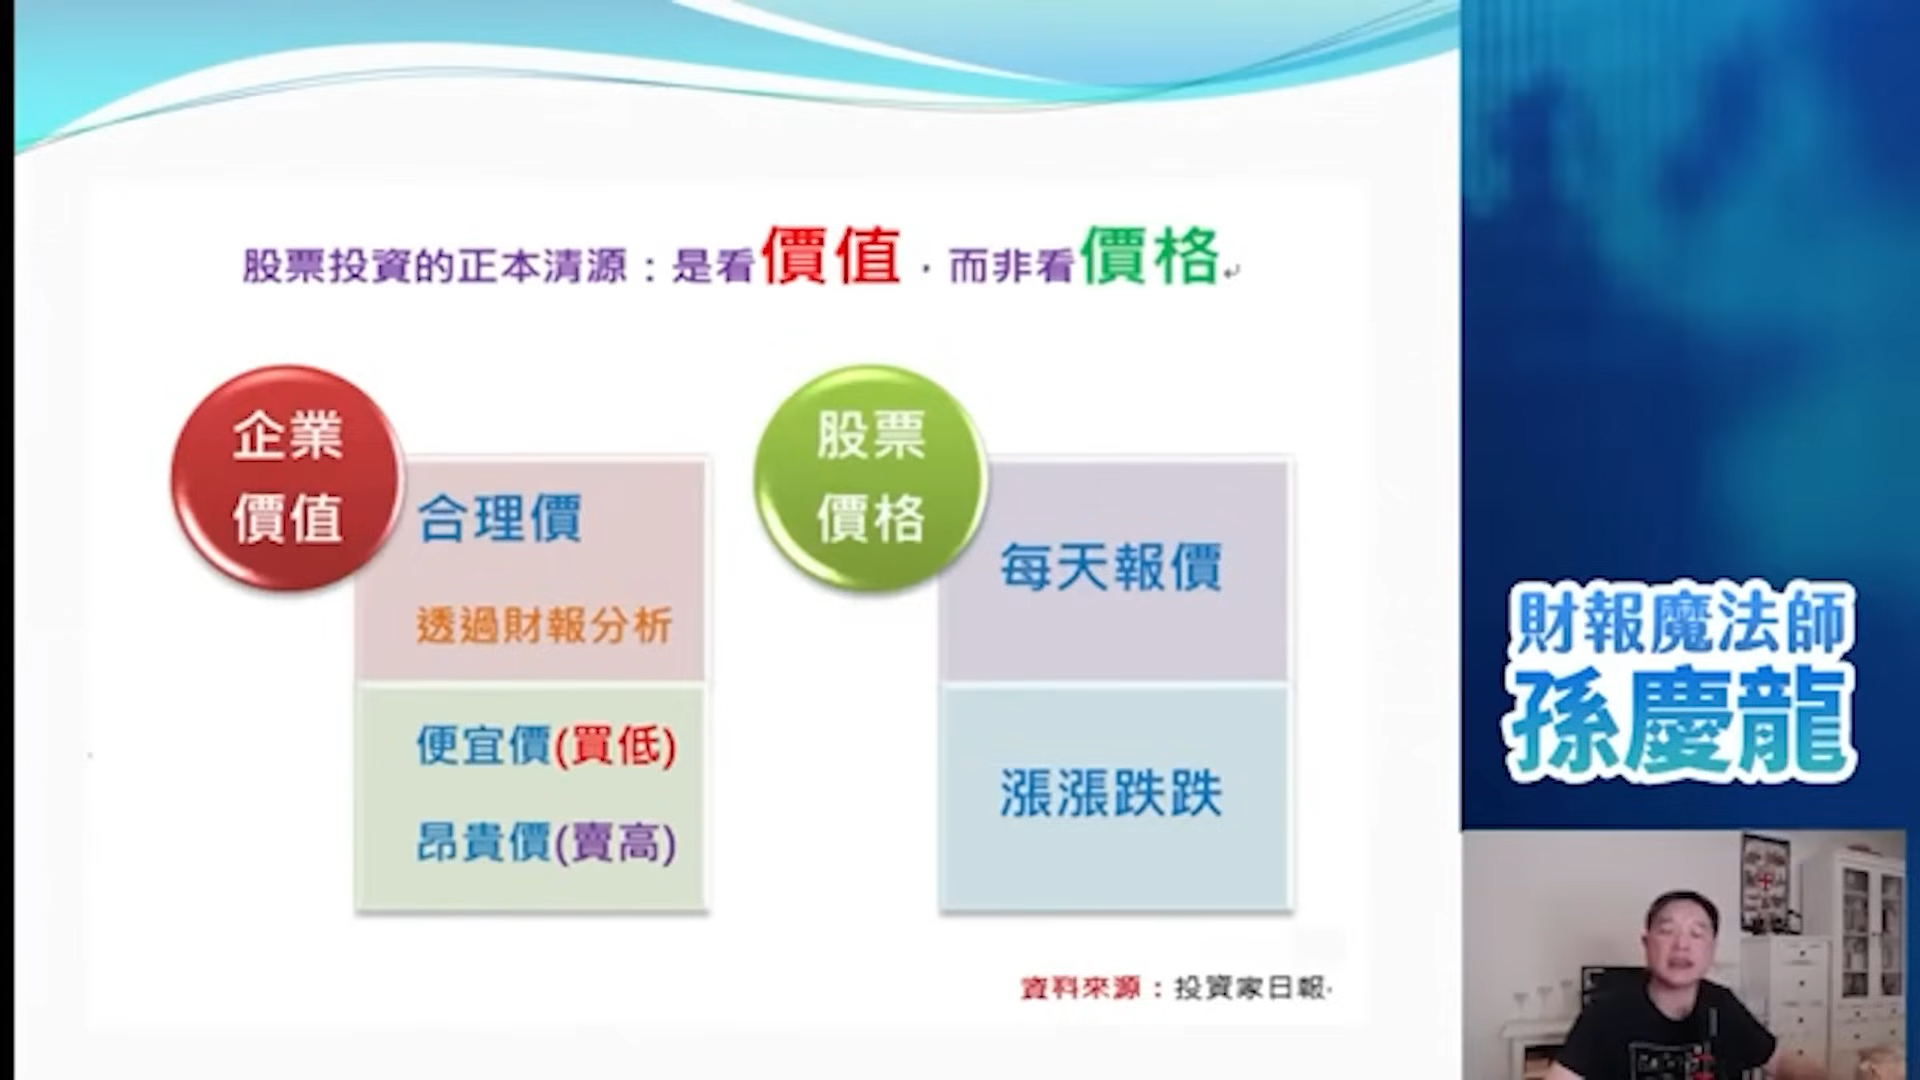 股票投資的正本清源：是看價值，而非看價格
企業
價值
合理價
透過財報分析
便宜價(買低)
昂貴價(賣高)
股票
價格
每天報價
漲漲跌跌
資料來源：投資家日報
財報魔法師
孫慶龍